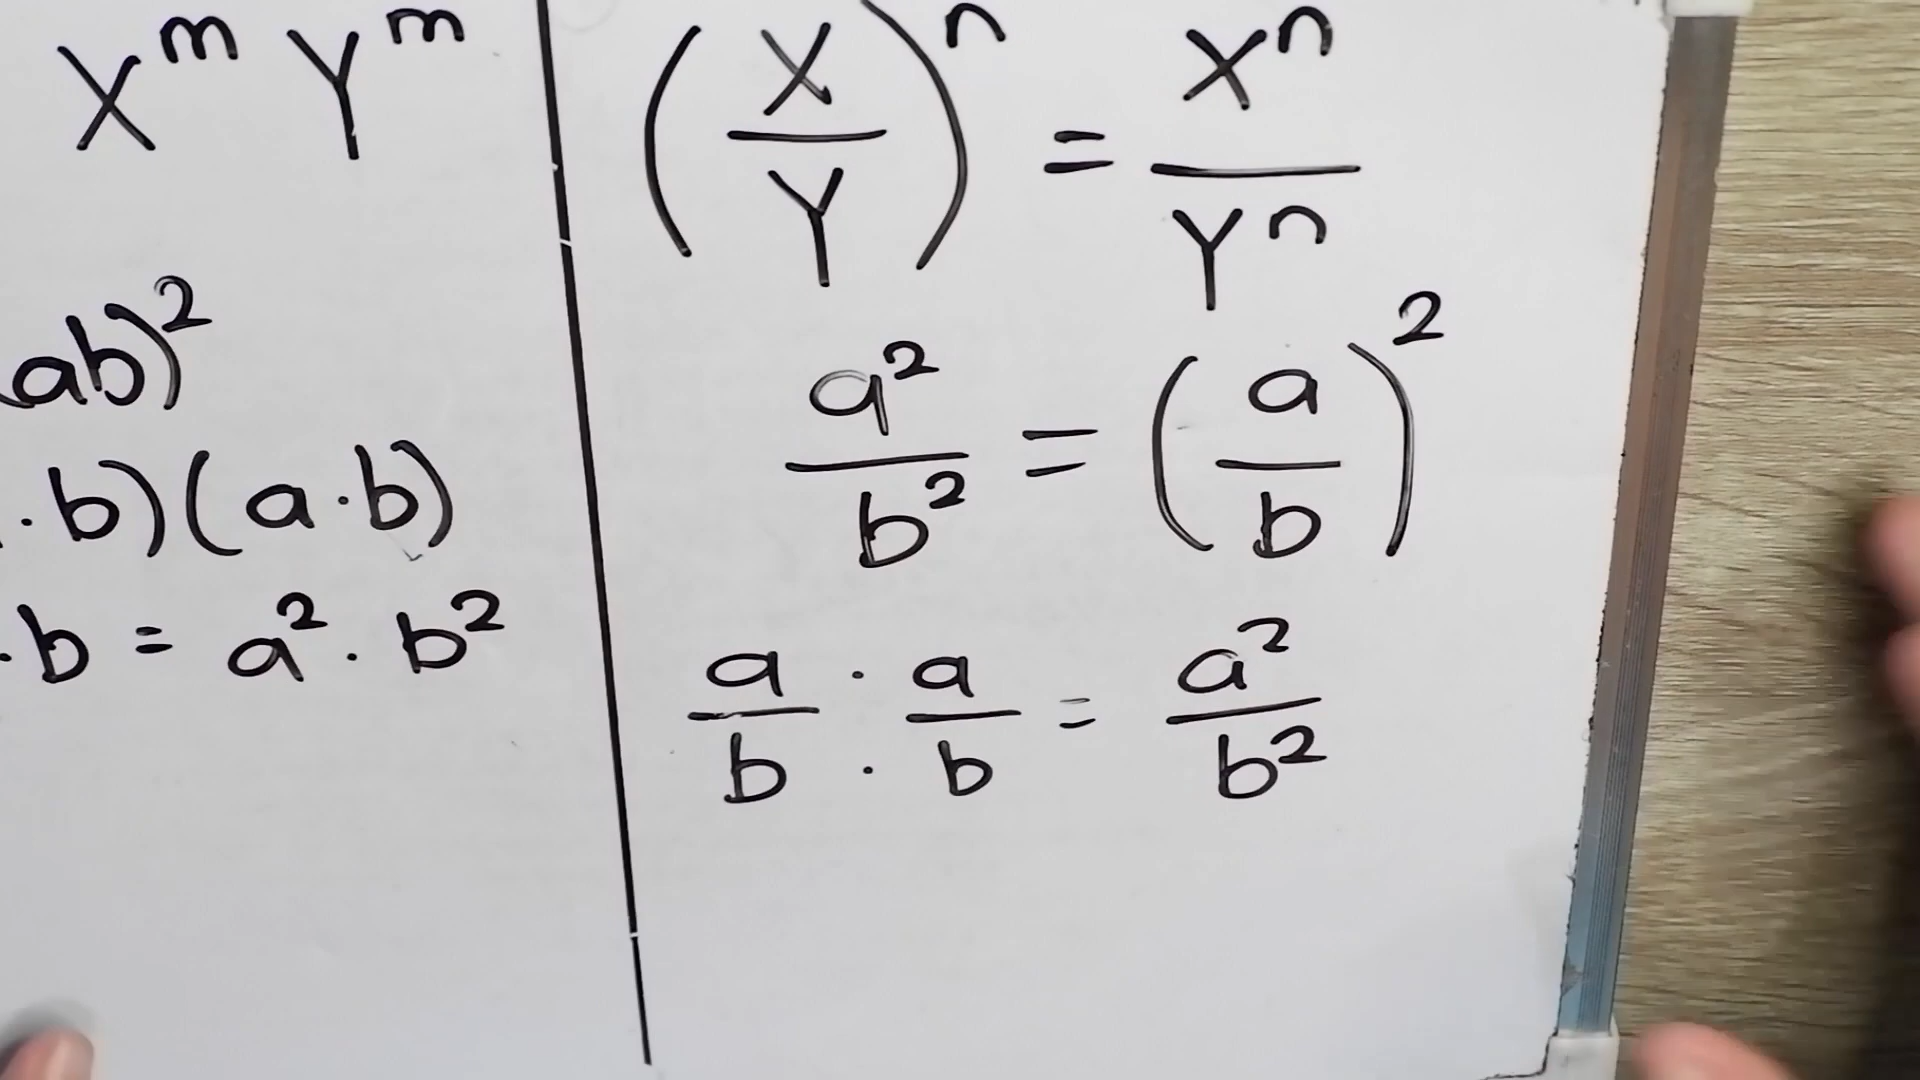 X^m Y^m
ab)^2
. b) (a · b)
· b = a^2 · b^2
(X/Y)^n = X^n/Y^n
a^2/b^2 = (a/b)^2
a/b · a/b = a^2/b^2